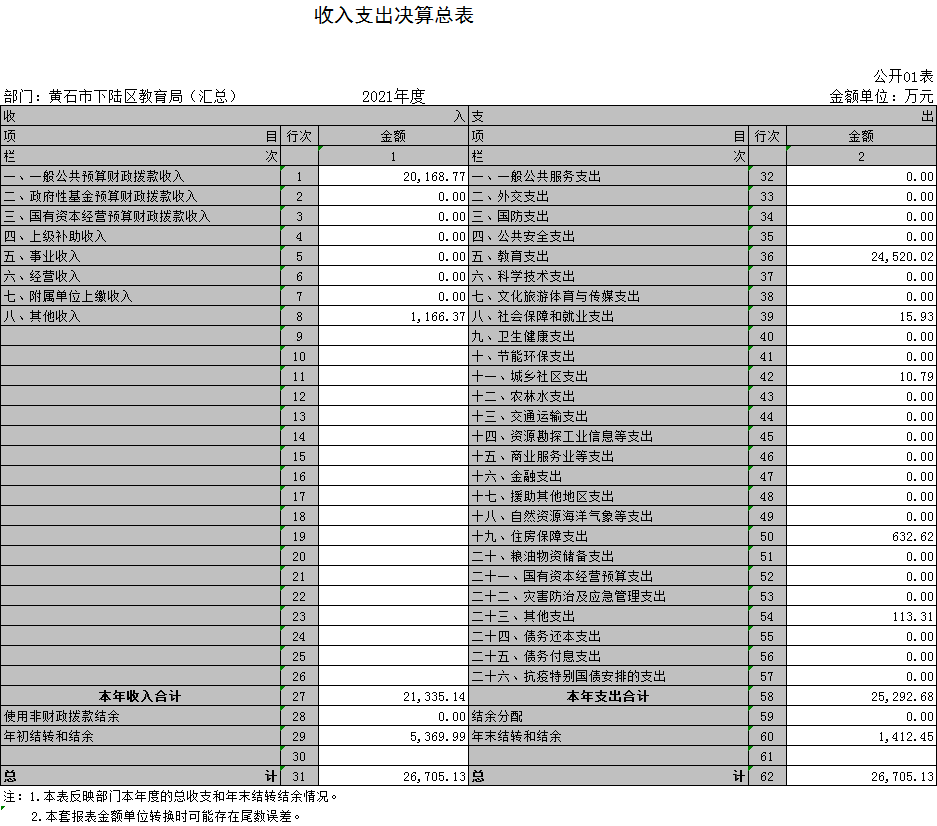 收入支出决算总表
公开01表
部门：黄石市下陆区教育局（汇总） 2021年度 金额单位：万元
收 入 支 出
项 目 行次 金额 项 目 行次 金额
栏 次 1 栏 次 2
一、一般公共预算财政拨款收入 1 20,168.77 一、一般公共服务支出 32 0.00
二、政府性基金预算财政拨款收入 2 0.00 二、外交支出 33 0.00
三、国有资本经营预算财政拨款收入 3 0.00 三、国防支出 34 0.00
四、上级补助收入 4 0.00 四、公共安全支出 35 0.00
五、事业收入 5 0.00 五、教育支出 36 24,520.02
六、经营收入 6 0.00 六、科学技术支出 37 0.00
七、附属单位上缴收入 7 0.00 七、文化旅游体育与传媒支出 38 0.00
八、其他收入 8 1,166.37 八、社会保障和就业支出 39 15.93
9 九、卫生健康支出 40 0.00
10 十、节能环保支出 41 0.00
11 十一、城乡社区支出 42 10.79
12 十二、农林水支出 43 0.00
13 十三、交通运输支出 44 0.00
14 十四、资源勘探工业信息等支出 45 0.00
15 十五、商业服务业等支出 46 0.00
16 十六、金融支出 47 0.00
17 十七、援助其他地区支出 48 0.00
18 十八、自然资源海洋气象等支出 49 0.00
19 十九、住房保障支出 50 632.62
20 二十、粮油物资储备支出 51 0.00
21 二十一、国有资本经营预算支出 52 0.00
22 二十二、灾害防治及应急管理支出 53 0.00
23 二十三、其他支出 54 113.31
24 二十四、债务还本支出 55 0.00
25 二十五、债务付息支出 56 0.00
26 二十六、抗疫特别国债安排的支出 57 0.00
本年收入合计 27 21,335.14 本年支出合计 58 25,292.68
使用非财政拨款结余 28 0.00 结余分配 59 0.00
年初结转和结余 29 5,369.99 年末结转和结余 60 1,412.45
30 61
总 计 31 26,705.13 总 计 62 26,705.13
注：1.本表反映部门本年度的总收支和年末结转结余情况。
2.本套报表金额单位转换时可能存在尾数误差。